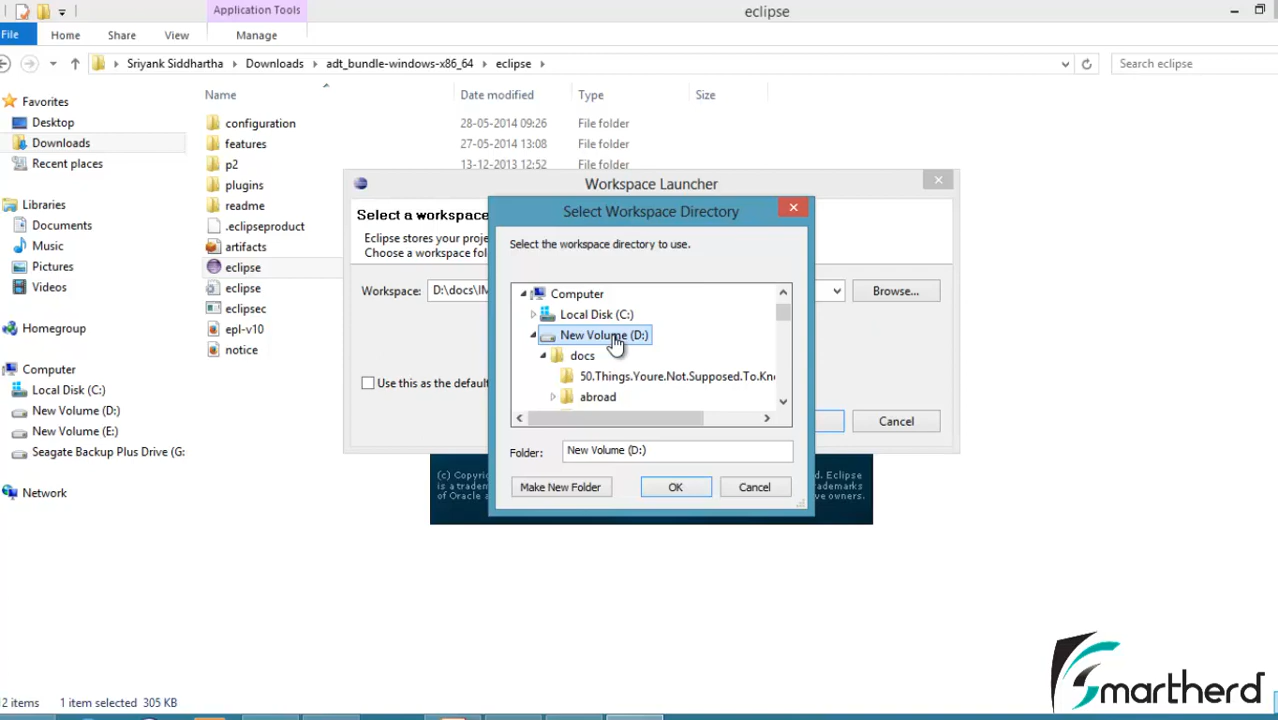 Application Tools
eclipse
File
Home
Share
View
Manage
Sriyank Siddhartha
Downloads
adt_bundle-windows-x86_64
eclipse
Search eclipse
Favorites
Desktop
Downloads
Recent places
Libraries
Documents
Music
Pictures
Videos
Homegroup
Computer
Local Disk (C:)
New Volume (D:)
New Volume (E:)
Seagate Backup Plus Drive (G:
Network
Name
Date modified
Type
Size
configuration
28-05-2014 09:26
File folder
features
27-05-2014 13:08
File folder
p2
13-12-2013 12:52
File folder
plugins
readme
.eclipseproduct
artifacts
eclipse
eclipse
eclipsec
epl-v10
notice
Workspace Launcher
Select a workspace
Eclipse stores your proje
Choose a workspace fol
Workspace:
D:\docs\IM
Browse...
Use this as the default
Cancel
Select Workspace Directory
Select the workspace directory to use.
Computer
Local Disk (C:)
New Volume (D:)
docs
50.Things.Youre.Not.Supposed.To.Kn
abroad
Folder:
New Volume (D:)
Make New Folder
OK
Cancel
(c) Copyr
d. Eclipse
is a tradem
demarks
of Oracle a
ve owners.
2 items
1 item selected 305 KB
Smartherd